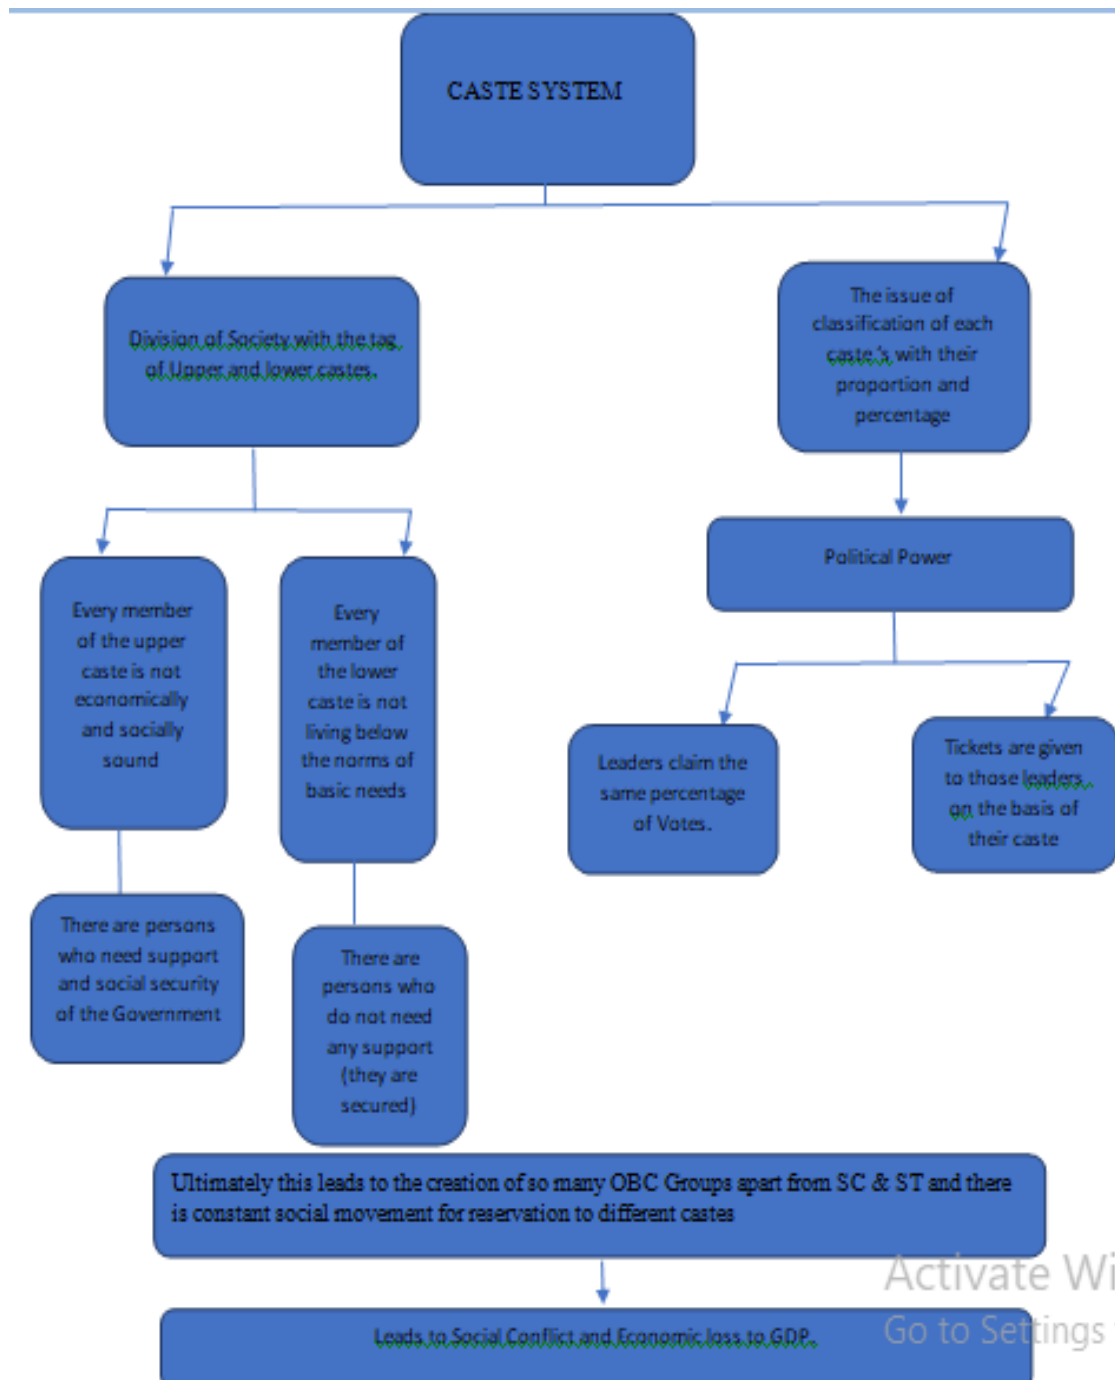 CASTE SYSTEM
Division of Society with the tag
of Upper and lower castes.
The issue of
classification of each
caste.'s with their
proportion and
percentage
Every member
of the upper
caste is not
economically
and socially
sound
Every
member of
the lower
caste is not
living below
the norms of
basic needs
Political Power
Leaders claim the
same percentage
of Votes.
Tickets are given
to those leaders
on the basis of
their caste
There are persons
who need support
and social security
of the Government
There are
persons who
do not need
any support
(they are
secured)
Ultimately this leads to the creation of so many OBC Groups apart from SC & ST and there
is constant social movement for reservation to different castes
Leads to Social Conflict and Economic loss to GDP.
Activate Wi
Go to Settings